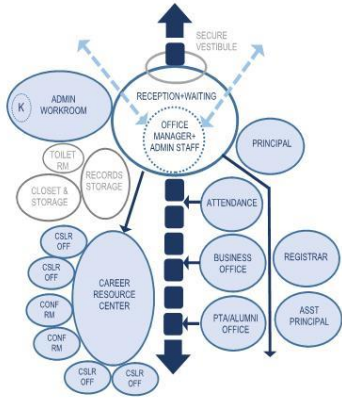 SECURE
VESTIBULE
RECEPTION+WAITING
K
ADMIN
WORKROOM
OFFICE
MANAGER+
ADMIN STAFF
PRINCIPAL
TOILET
RM
RECORDS
STORAGE
CLOSET &
STORAGE
ATTENDANCE
CSLR
OFF
CSLR
OFF
CONF
RM
CONF
RM
CAREER
RESOURCE
CENTER
BUSINESS
OFFICE
REGISTRAR
PTA/ALUMNI
OFFICE
ASST
PRINCIPAL
CSLR
OFF
CSLR
OFF